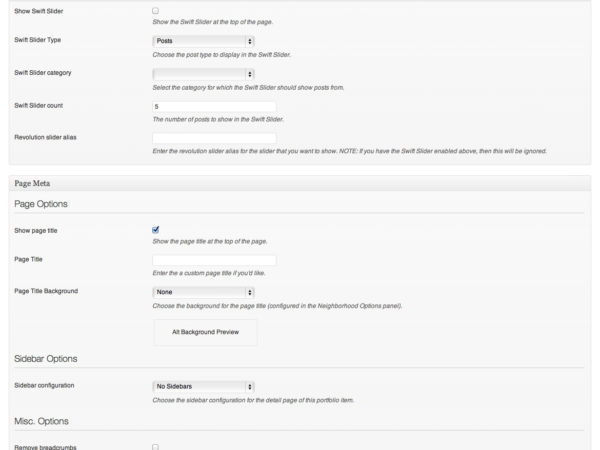 Show Swift Slider
Show the Swift Slider at the top of the page.
Swift Slider Type
Posts
Choose the post type to display in the Swift Slider.
Swift Slider category
Select the category for which the Swift Slider should show posts from.
Swift Slider count
5
The number of posts to show in the Swift Slider.
Revolution slider alias
Enter the revolution slider alias for the slider that you want to show. NOTE: If you have the Swift Slider enabled above, then this will be ignored.
Page Meta
Page Options
Show page title
Show the page title at the top of the page.
Page Title
Enter the a custom page title if you'd like.
Page Title Background
None
Choose the background for the page title (configured in the Neighborhood Options panel).
Alt Background Preview
Sidebar Options
Sidebar configuration
No Sidebars
Choose the sidebar configuration for the detail page of this portfolio item.
Misc. Options
Remove breadcrumbs